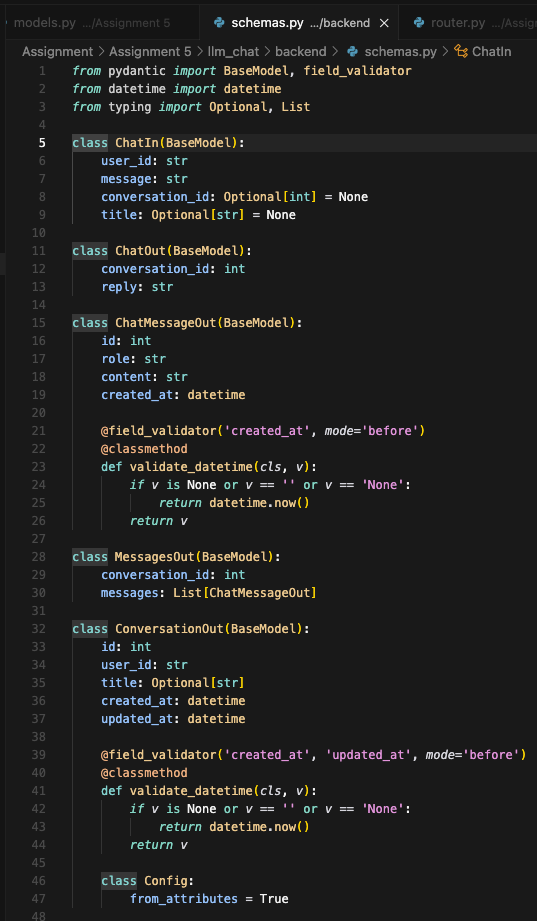 models.py .../Assignment 5 schemas.py .../backend × router.py .../Assig
Assignment > Assignment 5 > llm_chat > backend > schemas.py > ChatIn
1 from pydantic import BaseModel, field_validator
2 from datetime import datetime
3 from typing import Optional, List
4
5 class ChatIn(BaseModel):
6     user_id: str
7     message: str
8     conversation_id: Optional[int] = None
9     title: Optional[str] = None
10
11 class ChatOut(BaseModel):
12     conversation_id: int
13     reply: str
14
15 class ChatMessageOut(BaseModel):
16     id: int
17     role: str
18     content: str
19     created_at: datetime
20
21     @field_validator('created_at', mode='before')
22     @classmethod
23     def validate_datetime(cls, v):
24         if v is None or v == '' or v == 'None':
25             return datetime.now()
26         return v
27
28 class MessagesOut(BaseModel):
29     conversation_id: int
30     messages: List[ChatMessageOut]
31
32 class ConversationOut(BaseModel):
33     id: int
34     user_id: str
35     title: Optional[str]
36     created_at: datetime
37     updated_at: datetime
38
39     @field_validator('created_at', 'updated_at', mode='before')
40     @classmethod
41     def validate_datetime(cls, v):
42         if v is None or v == '' or v == 'None':
43             return datetime.now()
44         return v
45
46     class Config:
47         from_attributes = True
48